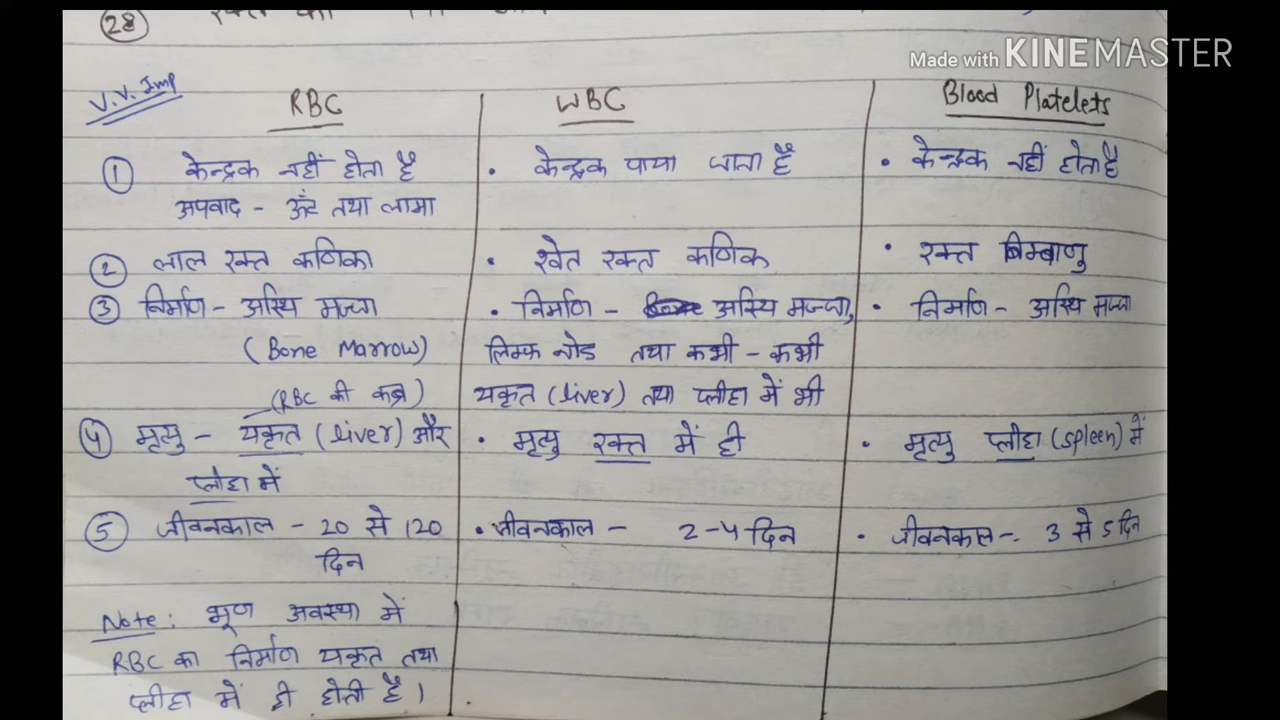 28
Made with KINEMASTER
V.V. Imp
RBC
WBC
Blood Platelets
① केन्द्रक नहीं होता है
अपवाद - ऊँट तथा लामा
• केन्द्रक पाया जाता है
• केन्द्रक नहीं होता है
② लाल रक्त कणिका
• श्वेत रक्त कणिक
• रक्त बिम्बाणु
③ निर्माण - अस्थि मज्जा
(Bone Marrow)
• निर्माण - अस्थि मज्जा,
लिम्फ नोड तथा कभी - कभी
यकृत (liver) तथा प्लीहा में भी
• निर्माण - अस्थि मज्जा
(RBC की कब्र)
④ मृत्यु - यकृत (liver) और
प्लीहा में
• मृत्यु रक्त में ही
• मृत्यु प्लीहा (spleen) में
⑤ जीवनकाल - 20 से 120
दिन
• जीवनकाल - 2-4 दिन
• जीवनकाल -. 3 से 5 दिन
Note: भ्रूण अवस्था में
RBC का निर्माण यकृत तथा
प्लीहा में ही होती है।